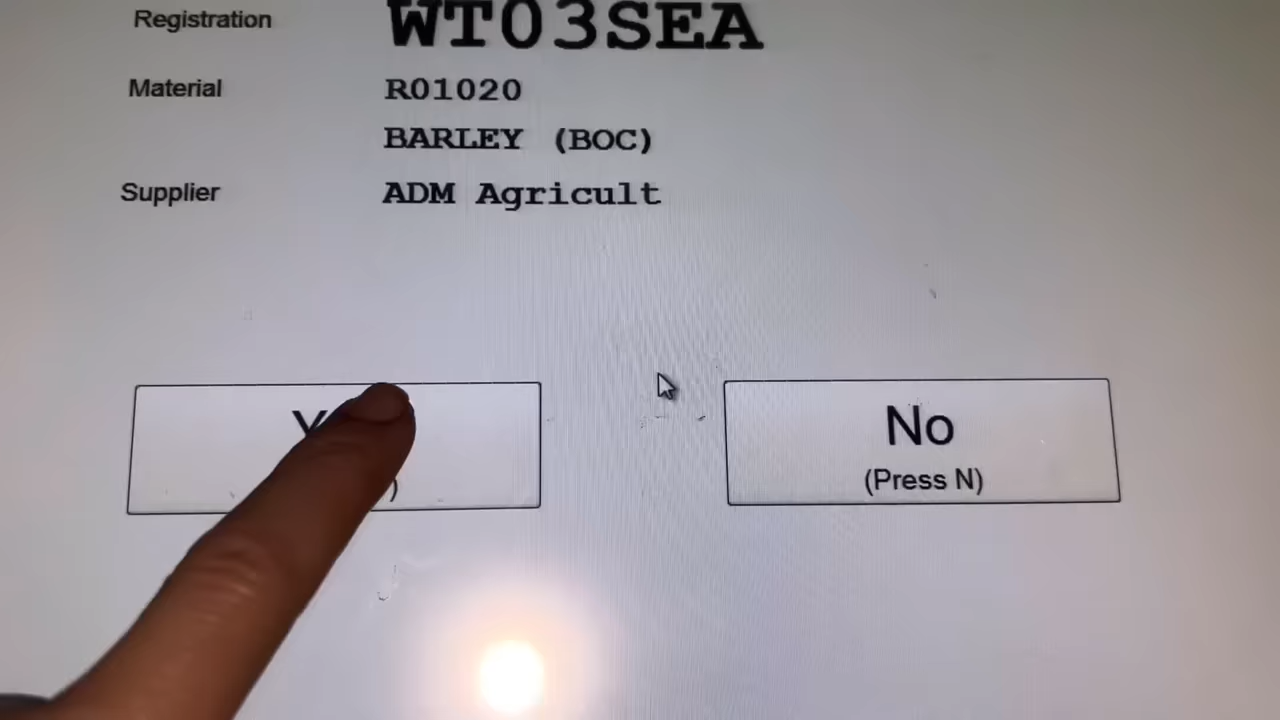 Registration WT03SEA
Material R01020
BARLEY (BOC)
Supplier ADM Agricult
No
(Press N)